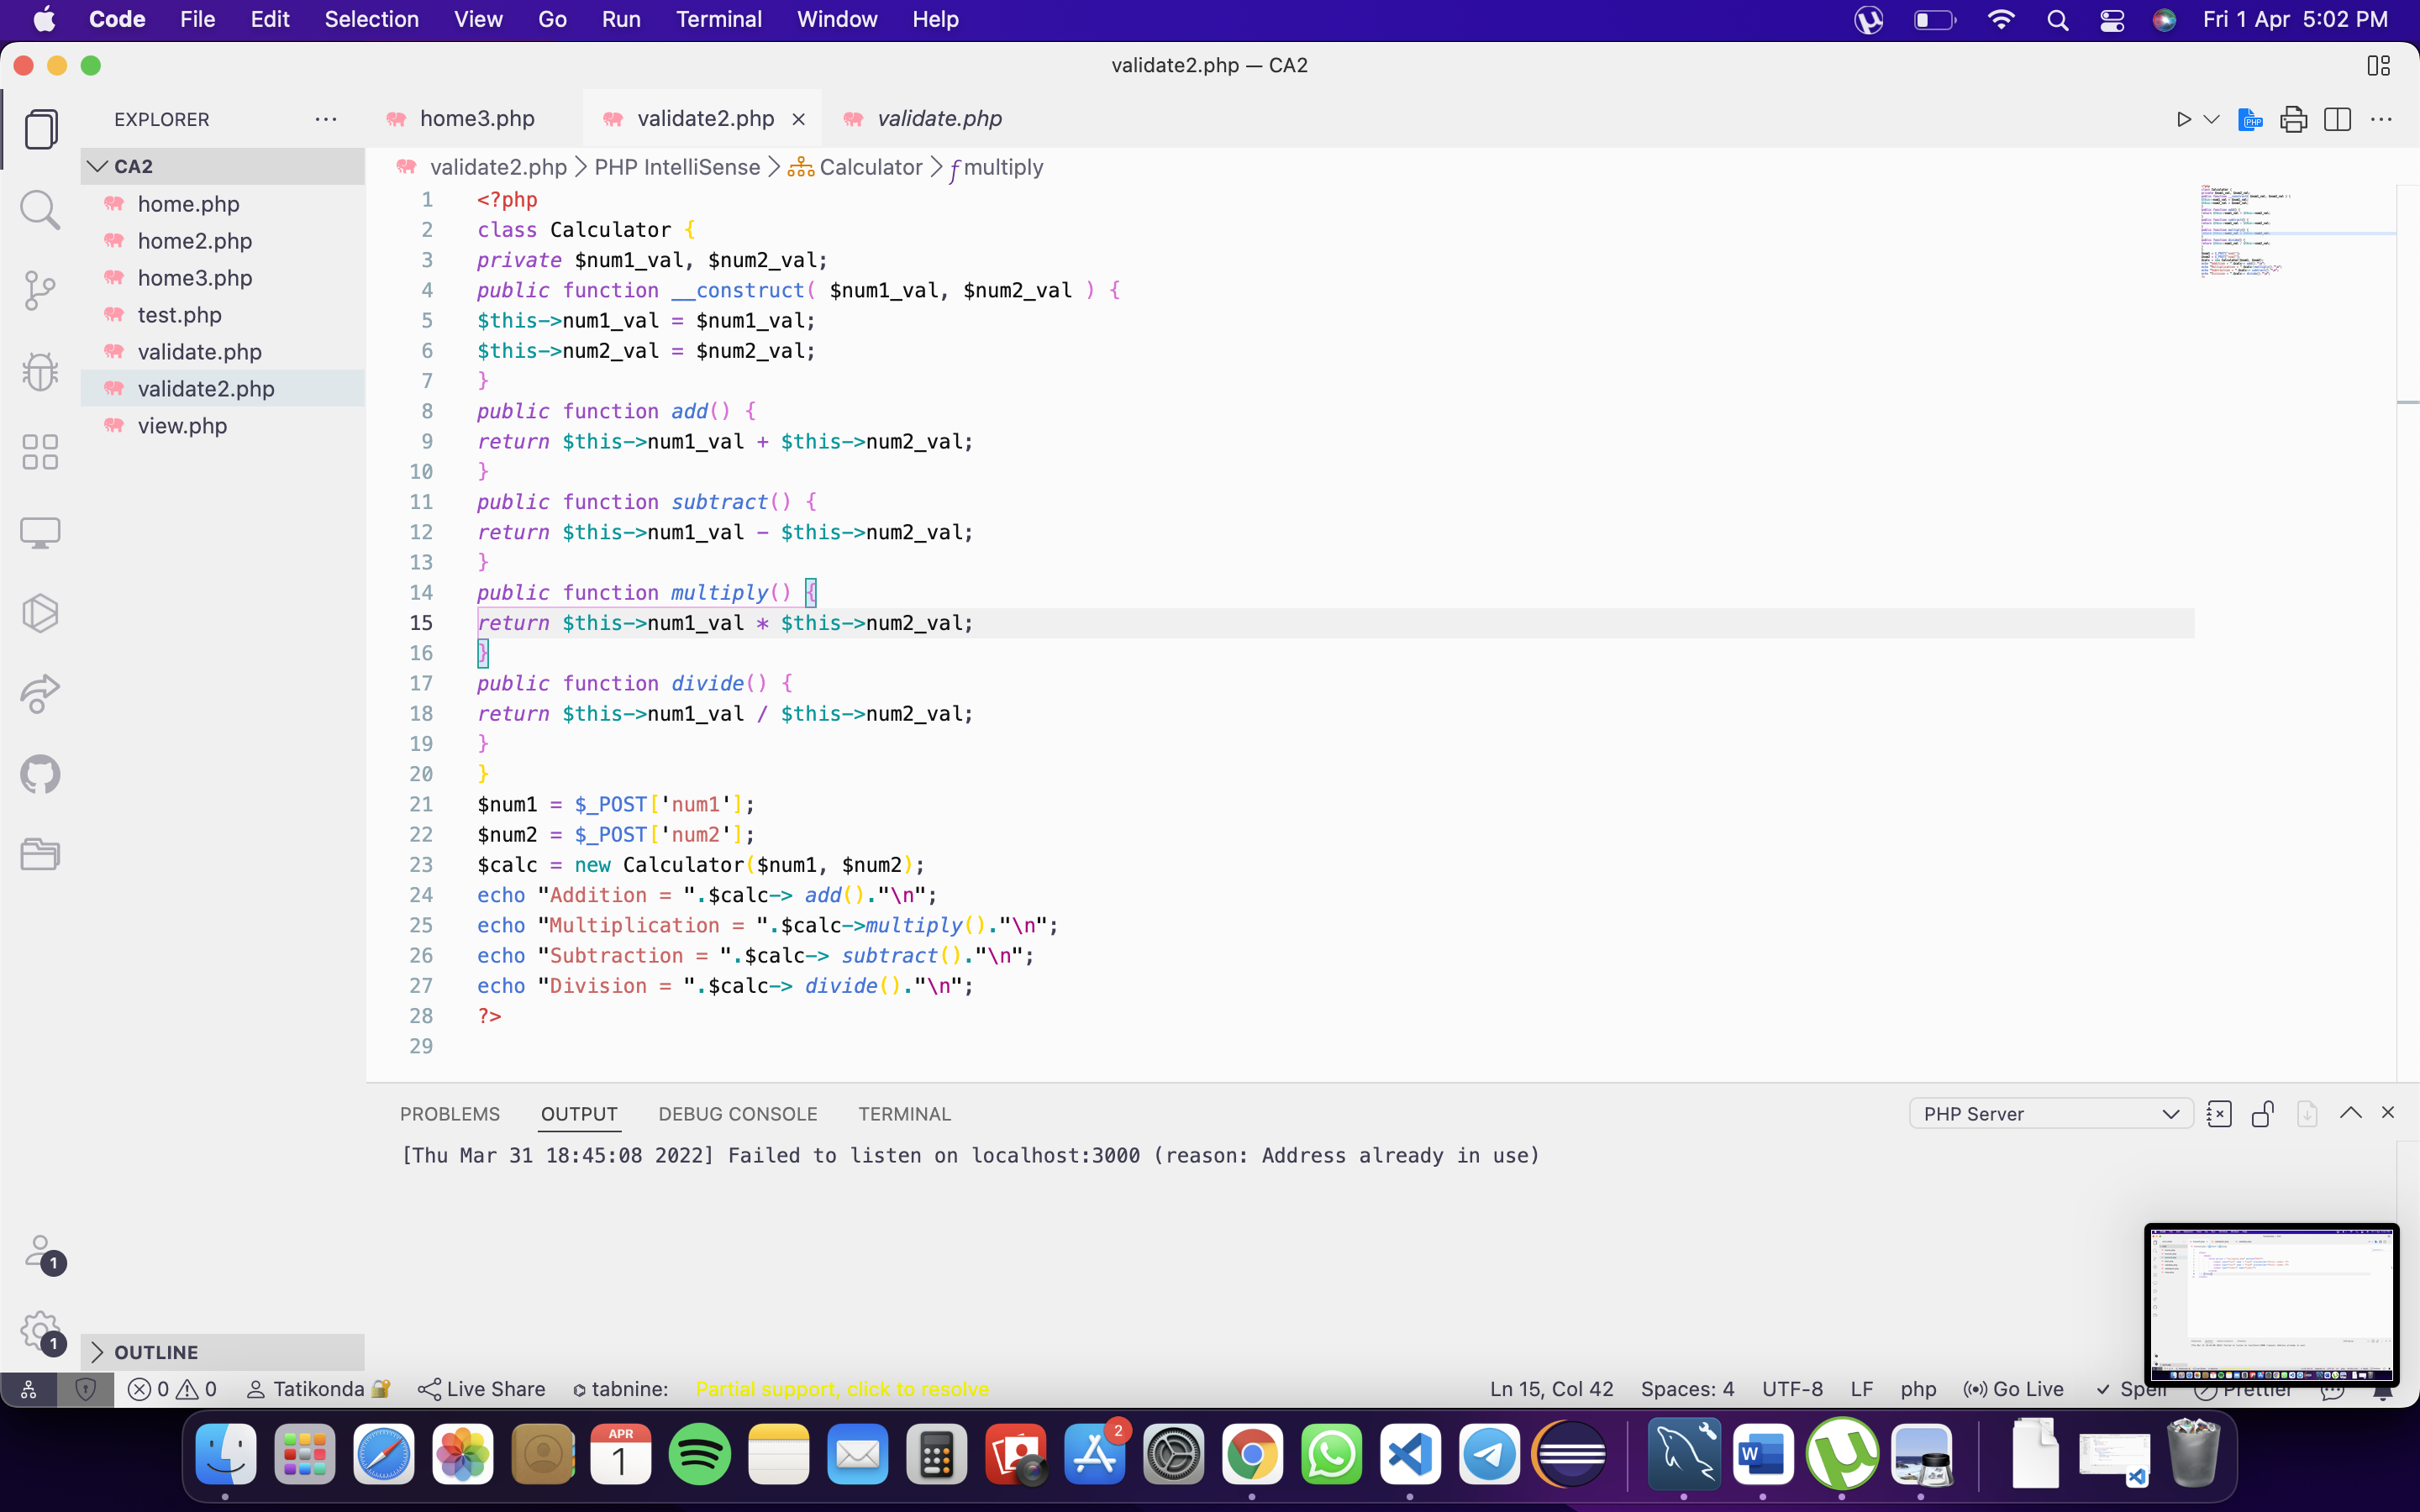 Code File Edit Selection View Go Run Terminal Window Help Fri 1 Apr 5:02 PM
validate2.php — CA2
EXPLORER ··· home3.php validate2.php × validate.php
CA2
home.php
home2.php
home3.php
test.php
validate.php
validate2.php
view.php
validate2.php > PHP IntelliSense > Calculator > multiply
1 <?php
2 class Calculator {
3 private $num1_val, $num2_val;
4 public function __construct( $num1_val, $num2_val ) {
5 $this->num1_val = $num1_val;
6 $this->num2_val = $num2_val;
7 }
8 public function add() {
9 return $this->num1_val + $this->num2_val;
10 }
11 public function subtract() {
12 return $this->num1_val - $this->num2_val;
13 }
14 public function multiply() {
15 return $this->num1_val * $this->num2_val;
16 }
17 public function divide() {
18 return $this->num1_val / $this->num2_val;
19 }
20 }
21 $num1 = $_POST['num1'];
22 $num2 = $_POST['num2'];
23 $calc = new Calculator($num1, $num2);
24 echo "Addition = ".$calc-> add()."\n";
25 echo "Multiplication = ".$calc->multiply()."\n";
26 echo "Subtraction = ".$calc-> subtract()."\n";
27 echo "Division = ".$calc-> divide()."\n";
28 ?>
29
PROBLEMS OUTPUT DEBUG CONSOLE TERMINAL PHP Server
[Thu Mar 31 18:45:08 2022] Failed to listen on localhost:3000 (reason: Address already in use)
1
1
OUTLINE
0 0 Tatikonda Live Share tabnine: Partial support, click to resolve Ln 15, Col 42 Spaces: 4 UTF-8 LF php Go Live Spell Prettier
APR
1
2
W